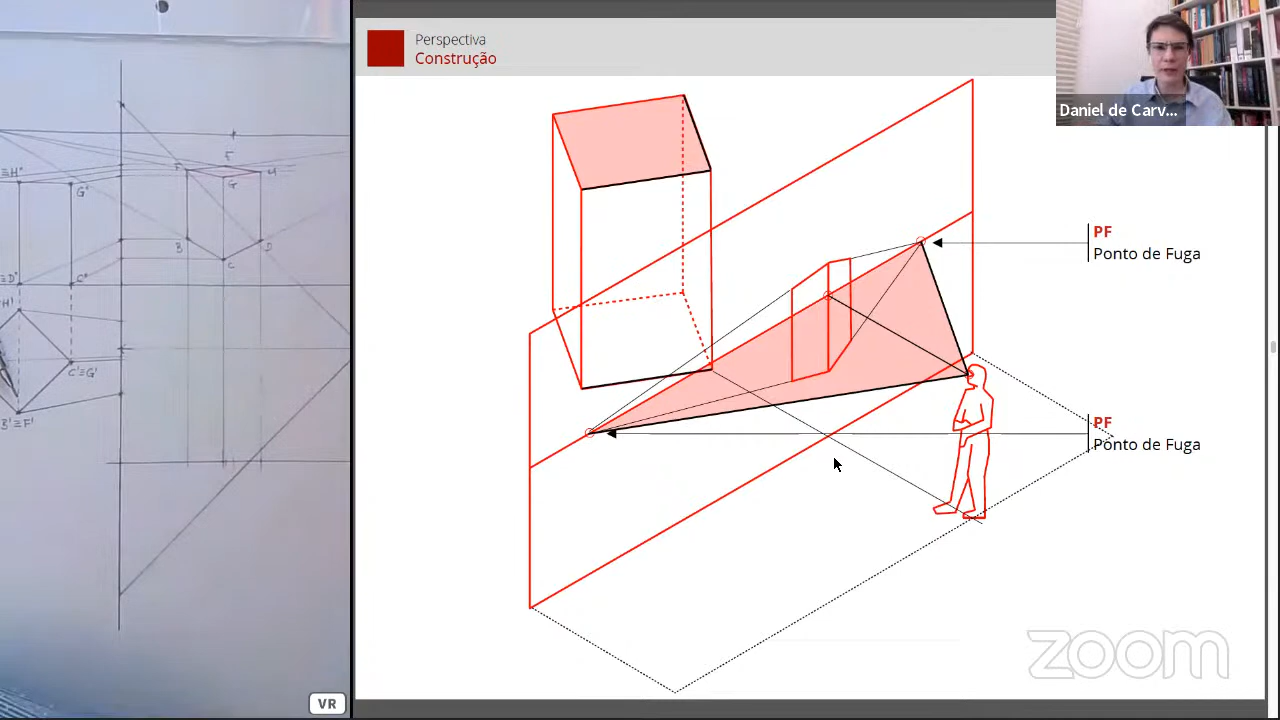 Perspectiva
Construção
Daniel de Carv...
PF
Ponto de Fuga
PF
Ponto de Fuga
zoom
VR
≡H"
G"
≡D"
C"
H'
C'≡G'
B'≡F'
F
E
H
G
B
D
C